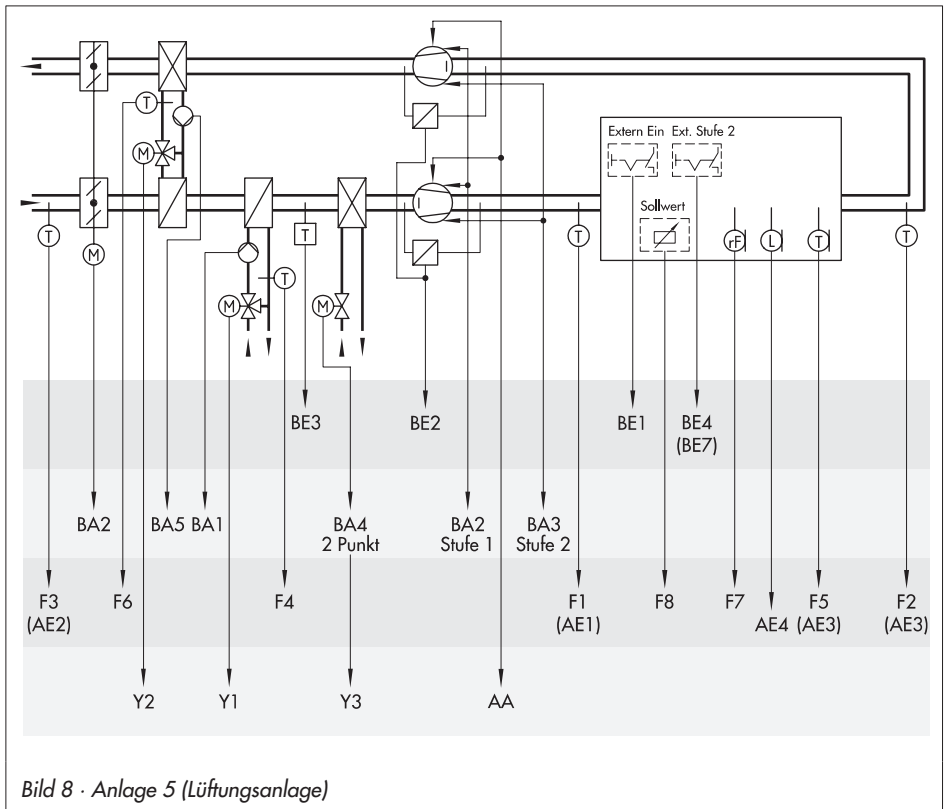 Extern Ein Ext. Stufe 2
Sollwert
I
I
T
M
T
M
T
T
M
T
M
T
rF
L
T
T
BE3
BE2
BE1
BE4
(BE7)
BA2
BA5
BA1
BA4
2 Punkt
BA2
Stufe 1
BA3
Stufe 2
F3
(AE2)
F6
F4
F1
(AE1)
F8
F7
AE4
F5
(AE3)
F2
(AE3)
Y2
Y1
Y3
AA
Bild 8 · Anlage 5 (Lüftungsanlage)